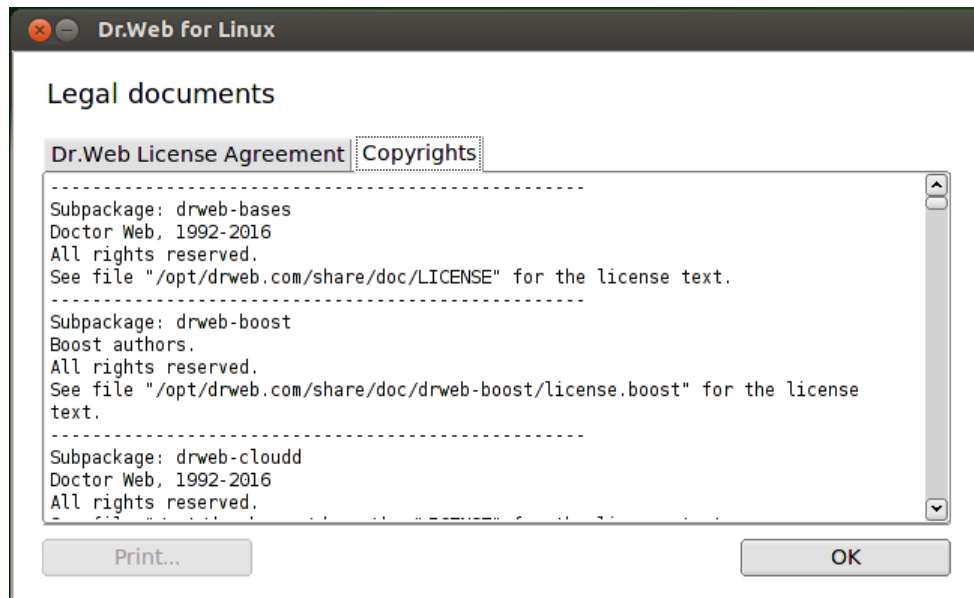 Dr.Web for Linux
Legal documents
Dr.Web License Agreement
Copyrights
-----------------------------------------------------
Subpackage: drweb-bases
Doctor Web, 1992-2016
All rights reserved.
See file "/opt/drweb.com/share/doc/LICENSE" for the license text.
-----------------------------------------------------
Subpackage: drweb-boost
Boost authors.
All rights reserved.
See file "/opt/drweb.com/share/doc/drweb-boost/license.boost" for the license
text.
-----------------------------------------------------
Subpackage: drweb-cloudd
Doctor Web, 1992-2016
All rights reserved.
Print...
OK